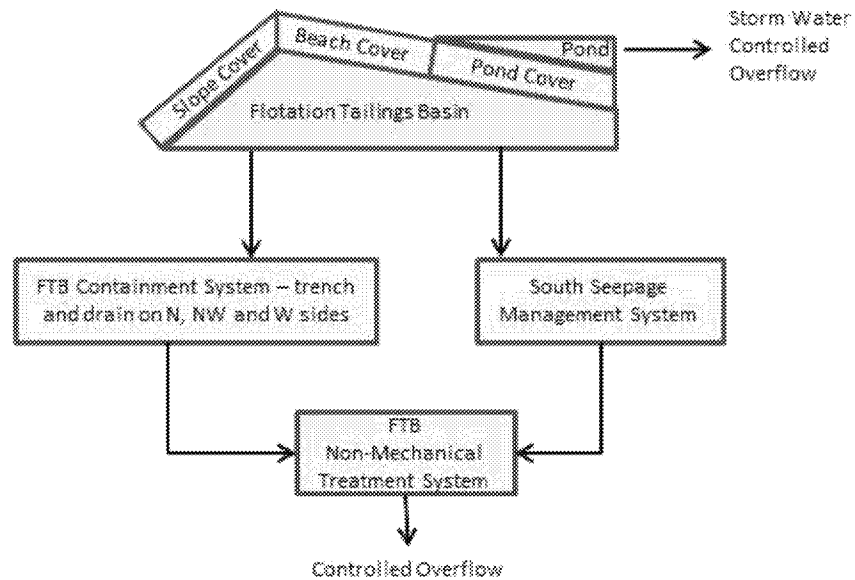 Storm Water
Controlled
Overflow
Pond
Beach Cover
Pond Cover
Slope Cover
Flotation Tailings Basin
FTB Containment System – trench
and drain on N, NW and W sides
South Seepage
Management System
FTB
Non-Mechanical
Treatment System
Controlled Overflow